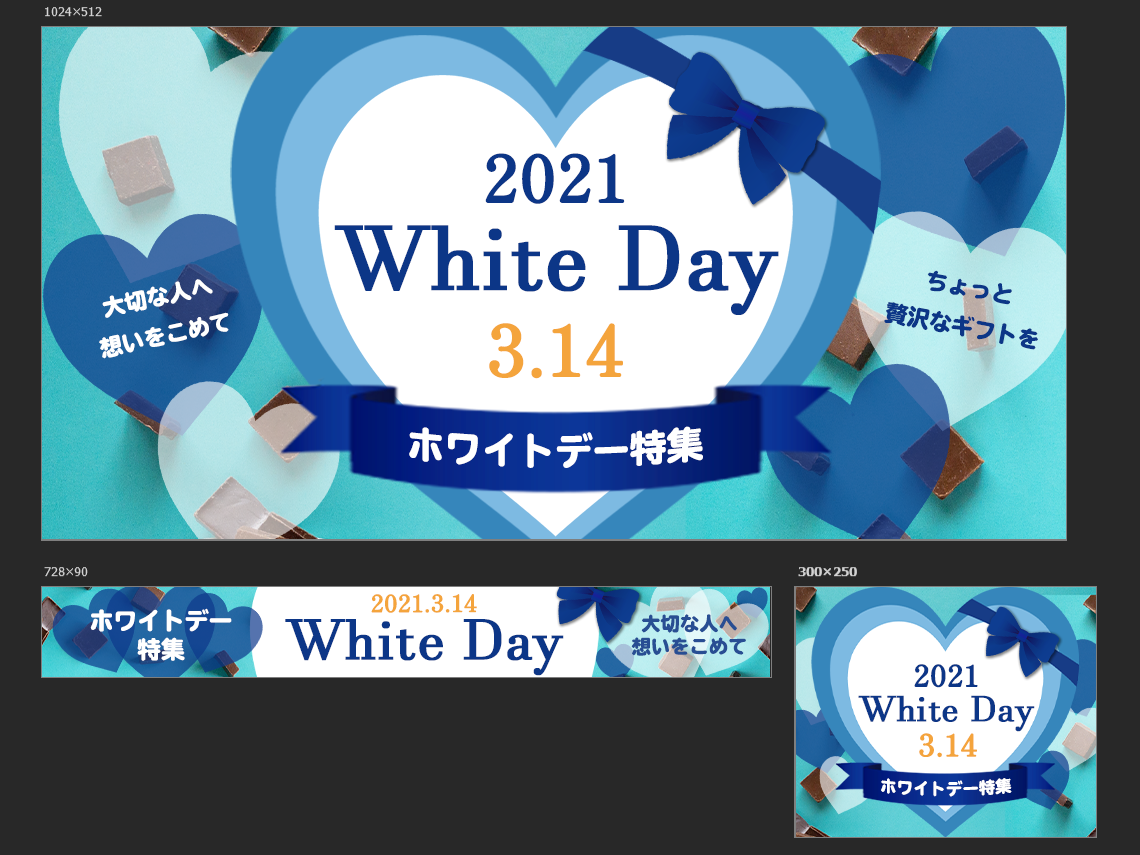 1024×512
2021
White Day
3.14
ホワイトデー特集
大切な人へ
想いをこめて
ちょっと
贅沢なギフトを
728×90
ホワイトデー
特集
2021.3.14
White Day
大切な人へ
想いをこめて
300×250
2021
White Day
3.14
ホワイトデー特集